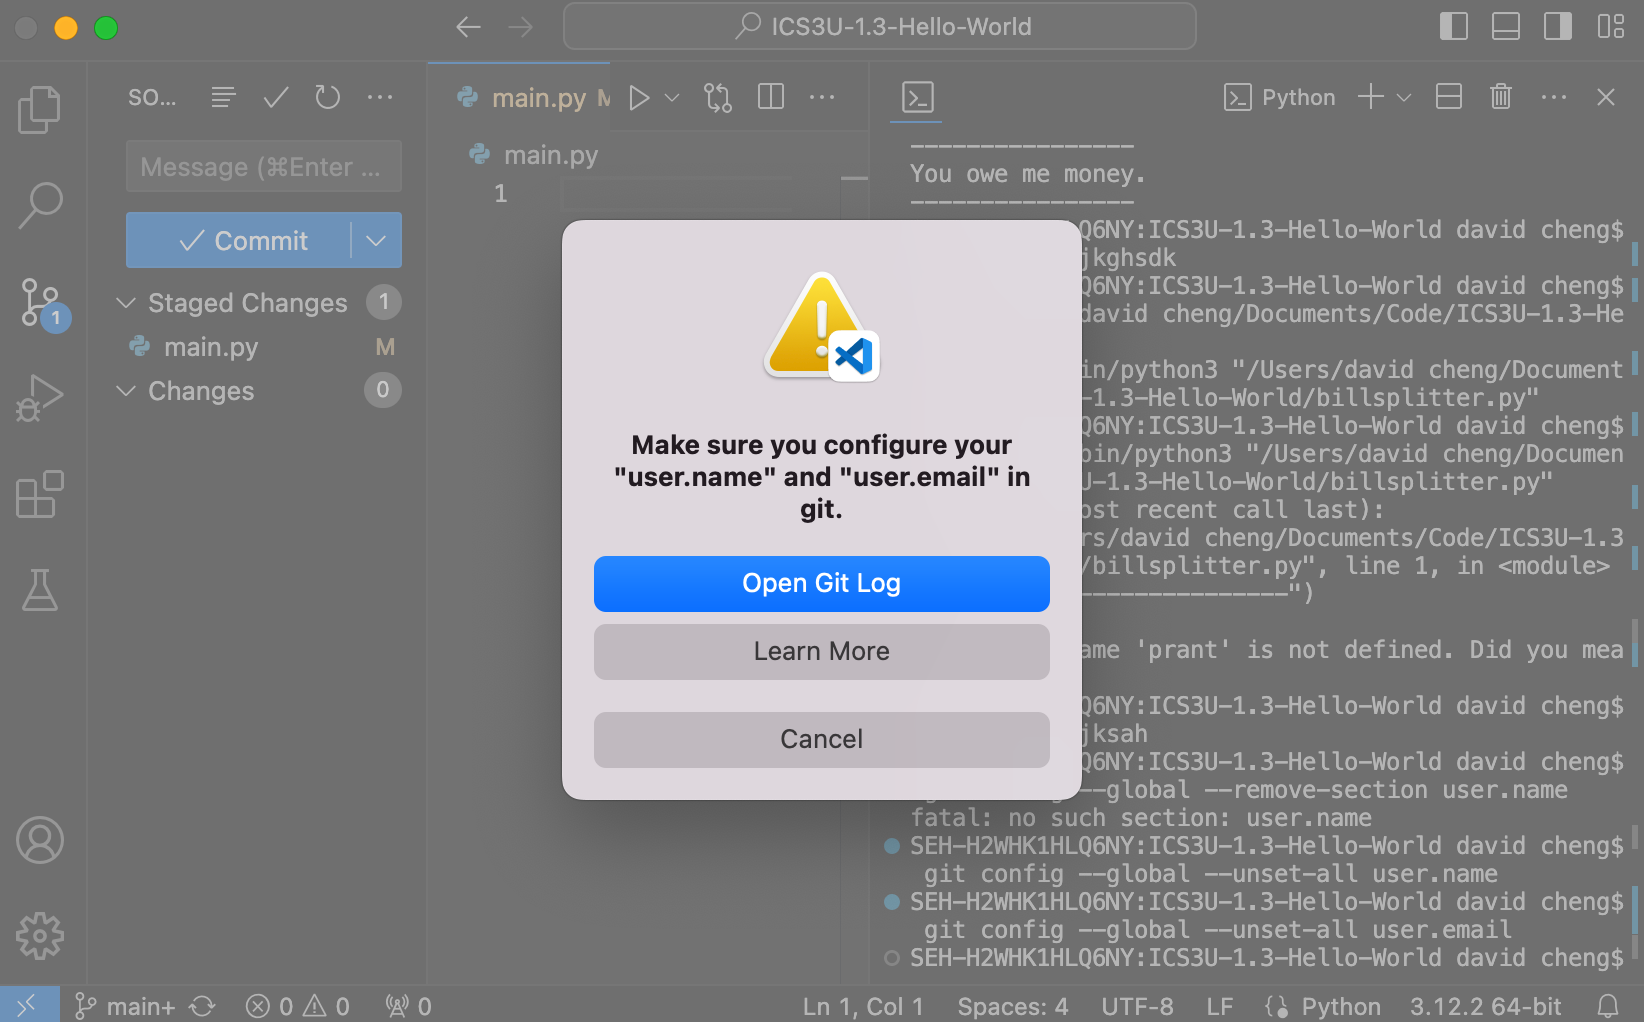 ICS3U-1.3-Hello-World
SO...
Message (⌘Enter ...
Commit
Staged Changes 1
main.py M
Changes 0
1
main.py M
main.py
1
Python
----------------
You owe me money.
----------------
Q6NY:ICS3U-1.3-Hello-World david cheng$
jkghsdk
Q6NY:ICS3U-1.3-Hello-World david cheng$
david cheng/Documents/Code/ICS3U-1.3-He
in/python3 "/Users/david cheng/Document
-1.3-Hello-World/billsplitter.py"
Q6NY:ICS3U-1.3-Hello-World david cheng$
bin/python3 "/Users/david cheng/Documen
U-1.3-Hello-World/billsplitter.py"
ost recent call last):
rs/david cheng/Documents/Code/ICS3U-1.3
/billsplitter.py", line 1, in <module>
---------------")
ame 'prant' is not defined. Did you mea
Q6NY:ICS3U-1.3-Hello-World david cheng$
jksah
Q6NY:ICS3U-1.3-Hello-World david cheng$
--global --remove-section user.name
fatal: no such section: user.name
SEH-H2WHK1HLQ6NY:ICS3U-1.3-Hello-World david cheng$
git config --global --unset-all user.name
SEH-H2WHK1HLQ6NY:ICS3U-1.3-Hello-World david cheng$
git config --global --unset-all user.email
SEH-H2WHK1HLQ6NY:ICS3U-1.3-Hello-World david cheng$
Make sure you configure your
"user.name" and "user.email" in
git.
Open Git Log
Learn More
Cancel
main+ 0 0 0 Ln 1, Col 1 Spaces: 4 UTF-8 LF Python 3.12.2 64-bit